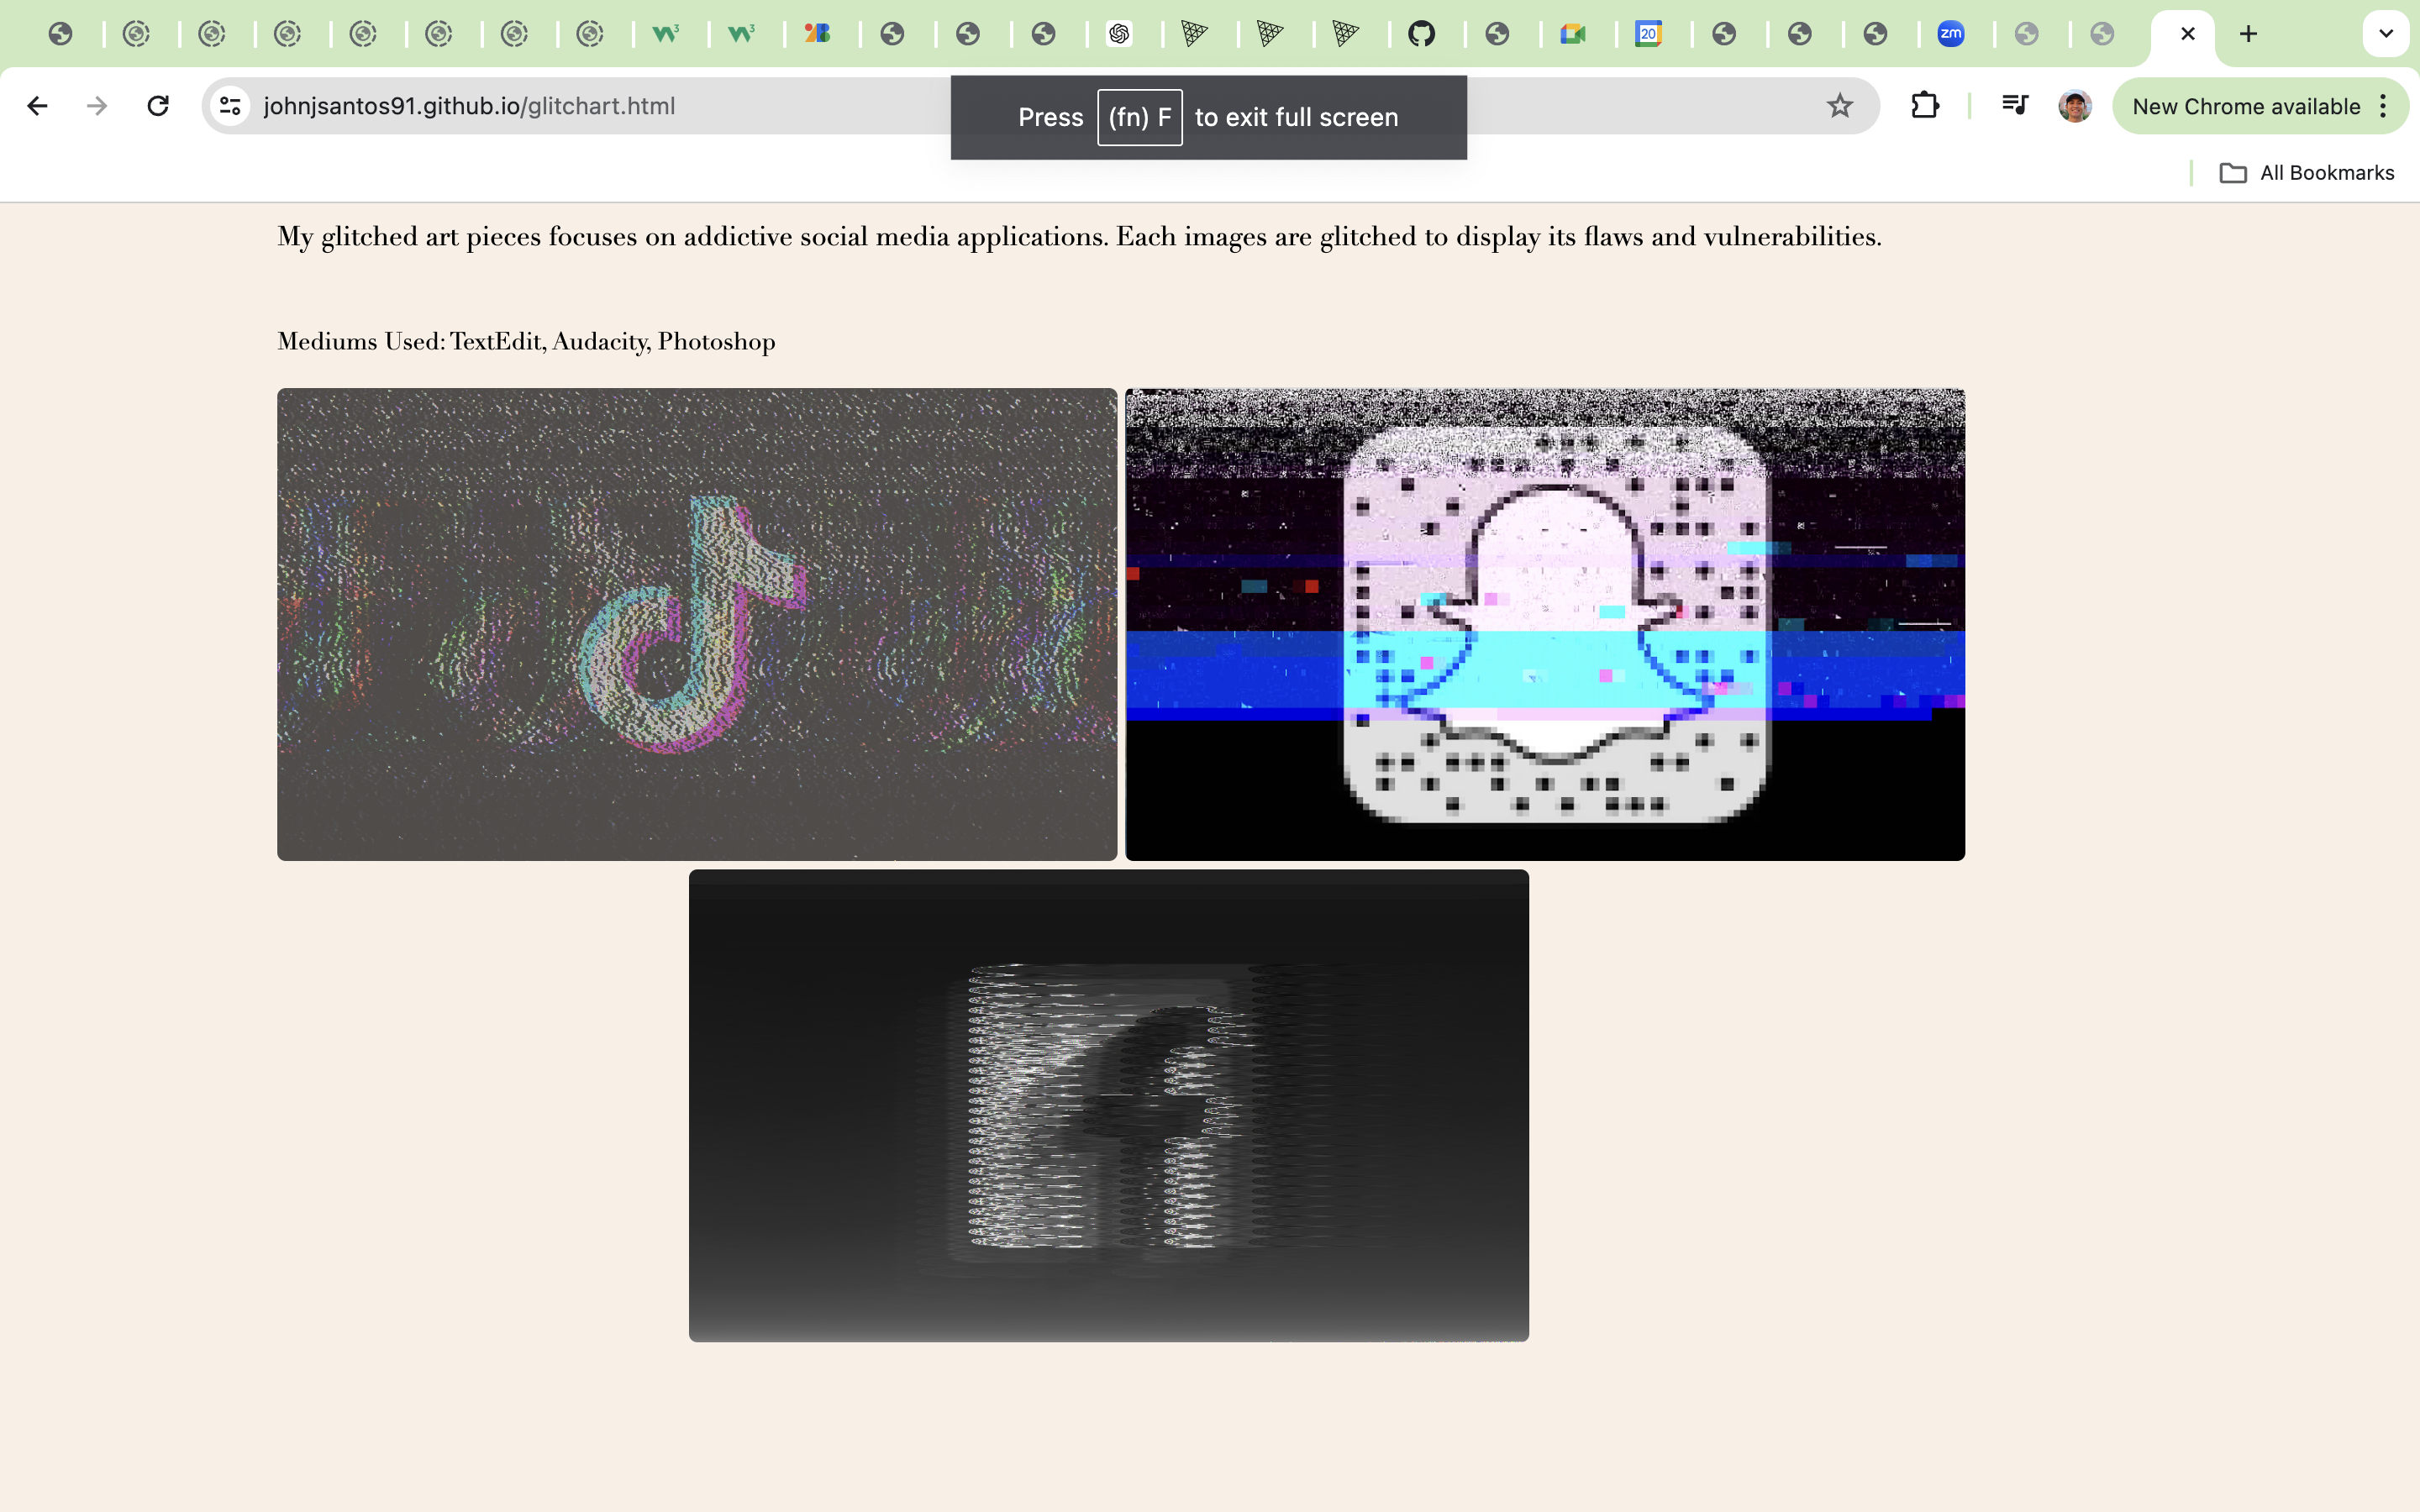 zm
20
johnjsantos91.github.io/glitchart.html
Press (fn) F to exit full screen
New Chrome available
All Bookmarks
My glitched art pieces focuses on addictive social media applications. Each images are glitched to display its flaws and vulnerabilities.
Mediums Used: TextEdit, Audacity, Photoshop